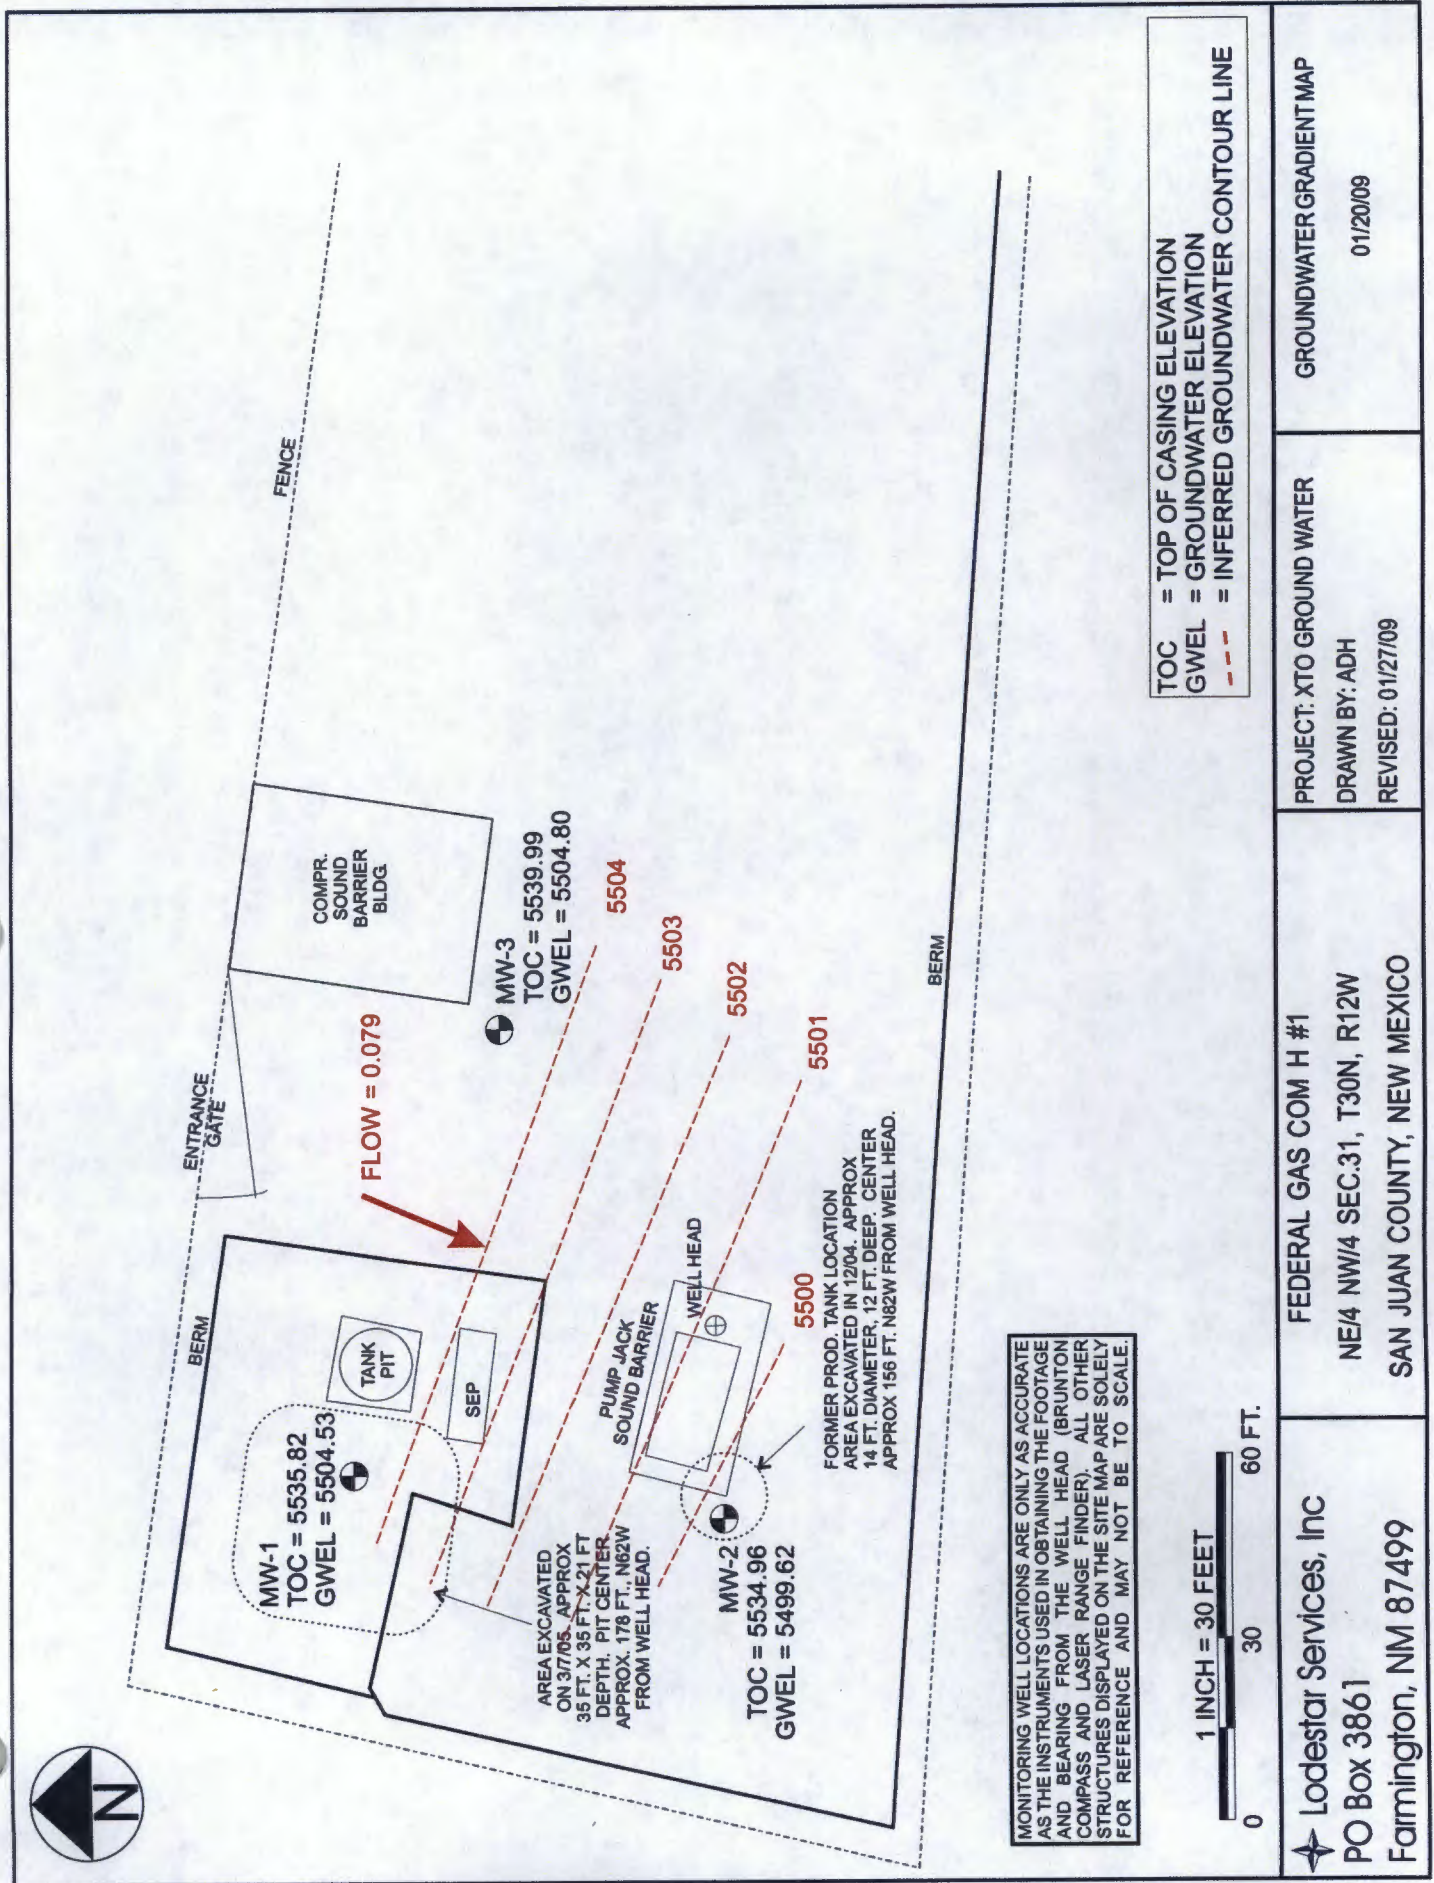 N
BERM
ENTRANCE
GATE
FENCE
TANK
PIT
SEP
COMPR.
SOUND
BARRIER
BLDG
MW-1
TOC = 5535.82
GWEL = 5504.53
FLOW = 0.079
MW-3
TOC = 5539.99
GWEL = 5504.80
5504
5503
5502
5501
5500
AREA EXCAVATED
ON 3/7/05. APPROX
35 FT. X 35 FT X 21 FT
DEPTH. PIT CENTER
APPROX. 178 FT., N62W
FROM WELL HEAD.
PUMP JACK
SOUND BARRIER
WELL HEAD
MW-2
TOC = 5534.96
GWEL = 5499.62
FORMER PROD. TANK LOCATION
AREA EXCAVATED IN 12/04. APPROX
14 FT. DIAMETER, 12 FT. DEEP. CENTER
APPROX 156 FT. N82W FROM WELL HEAD.
BERM
MONITORING WELL LOCATIONS ARE ONLY AS ACCURATE
AS THE INSTRUMENTS USED IN OBTAINING THE FOOTAGE
AND BEARING FROM THE WELL HEAD (BRUNTON
COMPASS AND LASER RANGE FINDER). ALL OTHER
STRUCTURES DISPLAYED ON THE SITE MAP ARE SOLELY
FOR REFERENCE AND MAY NOT BE TO SCALE.
1 INCH = 30 FEET
0 30 60 FT.
TOC = TOP OF CASING ELEVATION
GWEL = GROUNDWATER ELEVATION
--- = INFERRED GROUNDWATER CONTOUR LINE
Lodestar Services, Inc
PO Box 3861
Farmington, NM 87499
FEDERAL GAS COM H #1
NE/4 NW/4 SEC.31, T30N, R12W
SAN JUAN COUNTY, NEW MEXICO
PROJECT: XTO GROUND WATER
DRAWN BY: ADH
REVISED: 01/27/09
GROUNDWATER GRADIENT MAP
01/20/09